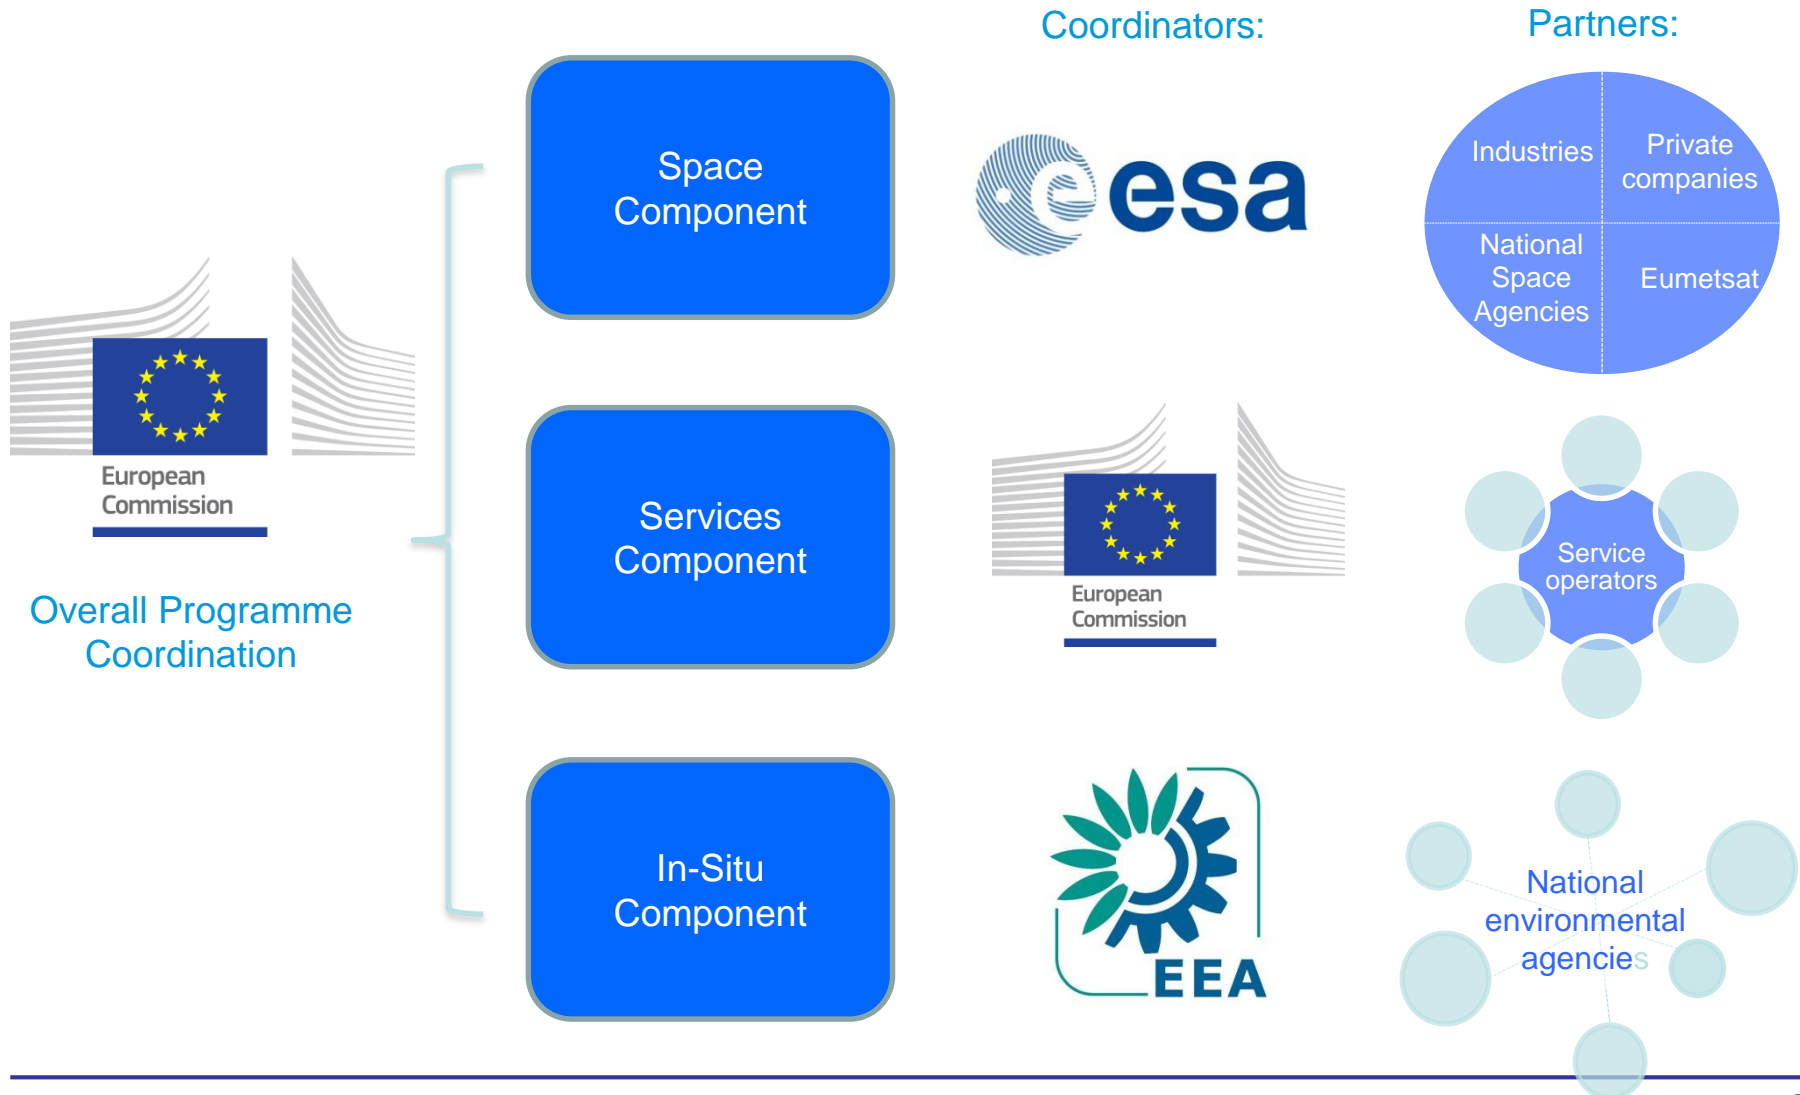 Coordinators:
Partners:
European
Commission
Overall Programme
Coordination
Space
Component
esa
Industries
Private
companies
National
Space
Agencies
Eumetsat
Services
Component
European
Commission
Service
operators
In-Situ
Component
EEA
National
environmental
agencies